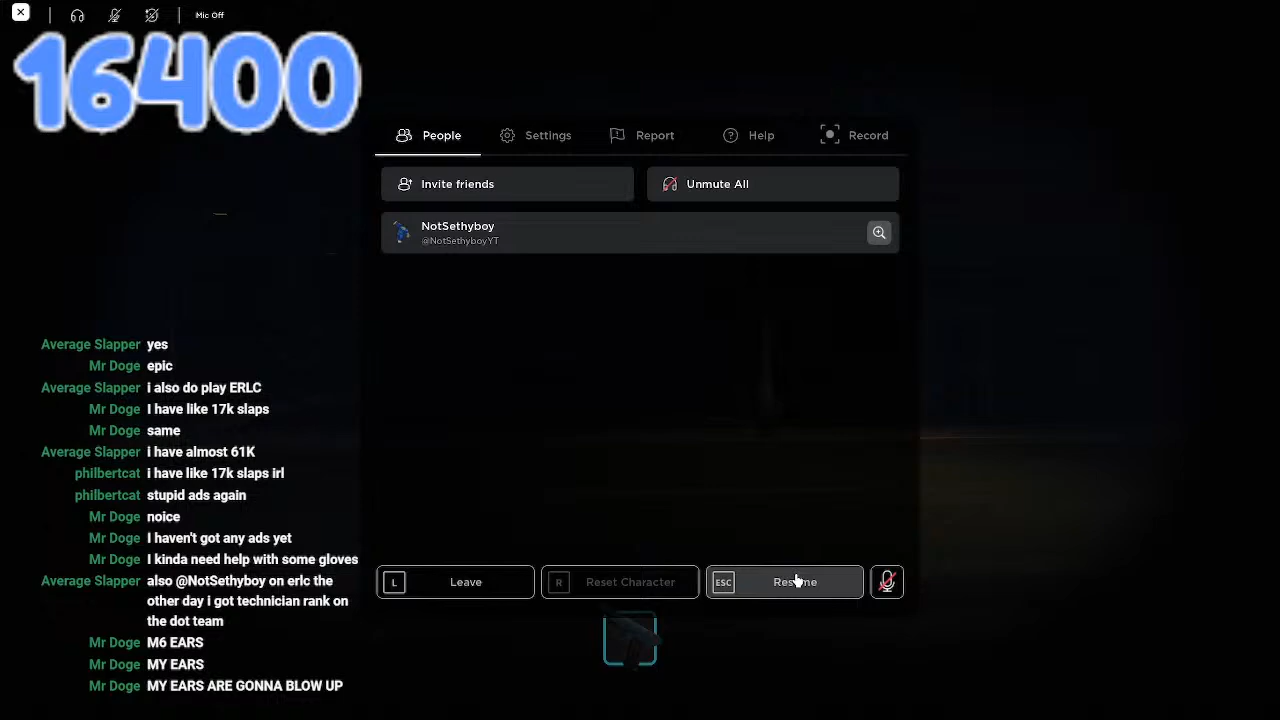 Mic Off
16400
People
Settings
Report
Help
Record
Invite friends
Unmute All
NotSethyboy
@NotSethyboyYT
Average Slapper yes
Mr Doge epic
Average Slapper i also do play ERLC
Mr Doge I have like 17k slaps
Mr Doge same
Average Slapper i have almost 61K
philbertcat i have like 17k slaps irl
philbertcat stupid ads again
Mr Doge noice
Mr Doge I haven't got any ads yet
Mr Doge I kinda need help with some gloves
Average Slapper also @NotSethyboy on erlc the
other day i got technician rank on
the dot team
Mr Doge M6 EARS
Mr Doge MY EARS
Mr Doge MY EARS ARE GONNA BLOW UP
L Leave
R Reset Character
ESC Resume